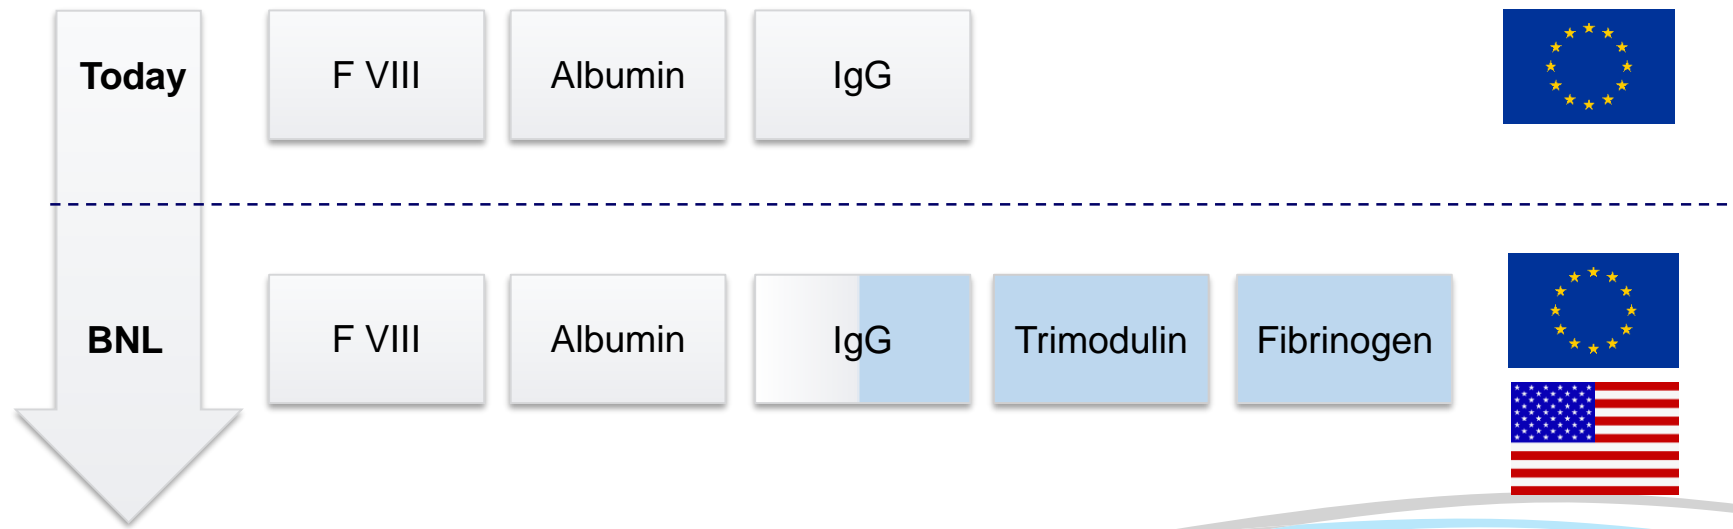 Today
F VIII
Albumin
IgG
BNL
F VIII
Albumin
IgG
Trimodulin
Fibrinogen